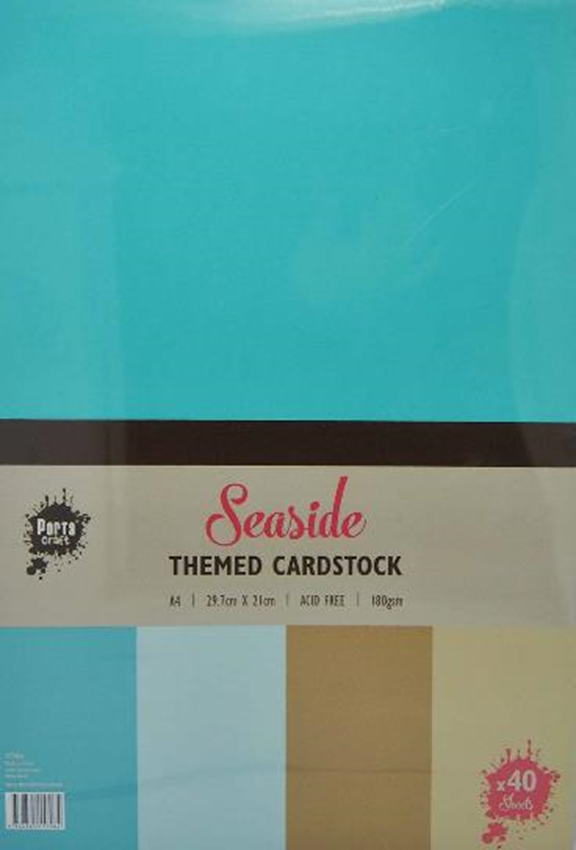 Porta
craft
Seaside
THEMED CARDSTOCK
A4 | 29.7cm X 21cm | ACID FREE | 180gsm
x40
Sheets